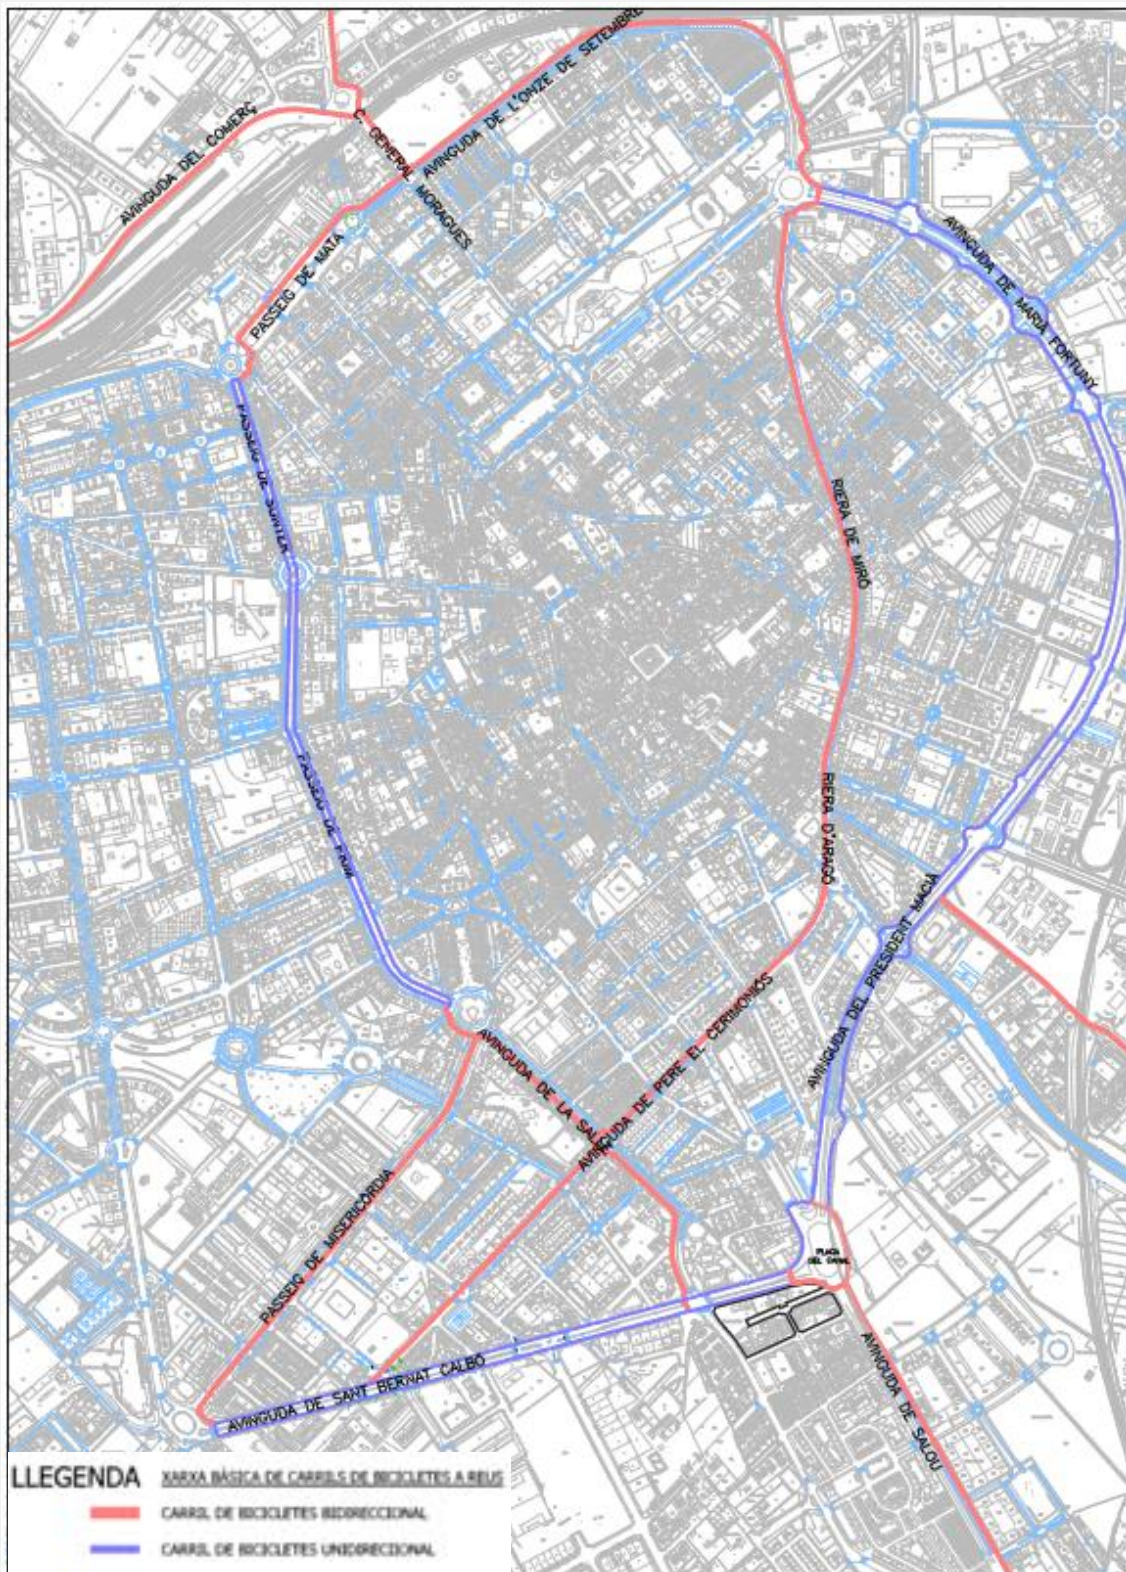 AVINGUDA DE L'ONZE DE SETEMBRE
AVINGUDA DEL COMERÇ
C. GENERAL MORAGUES
PASSEIG DE MATA
AVINGUDA DE MARIÀ FORTUNY
PASSEIG DE SUNYER
RIERA DE MIRÓ
PASSEIG DE PRIM
RIERA D'ARAGÓ
AVINGUDA DEL PRESIDENT MACIÀ
AVINGUDA DE PERE EL CERIMONIÓS
AVINGUDA DE LA SALLE
PASSEIG DE MISERICÒRDIA
PLAÇA
DEL CANAL
AVINGUDA DE SANT BERNAT CALBÓ
AVINGUDA DE SALOU
LLEGENDA XARXA BÀSICA DE CARRILS DE BICICLETES A REUS
CARRIL DE BICICLETES BIDIRECCIONAL
CARRIL DE BICICLETES UNIDIRECCIONAL